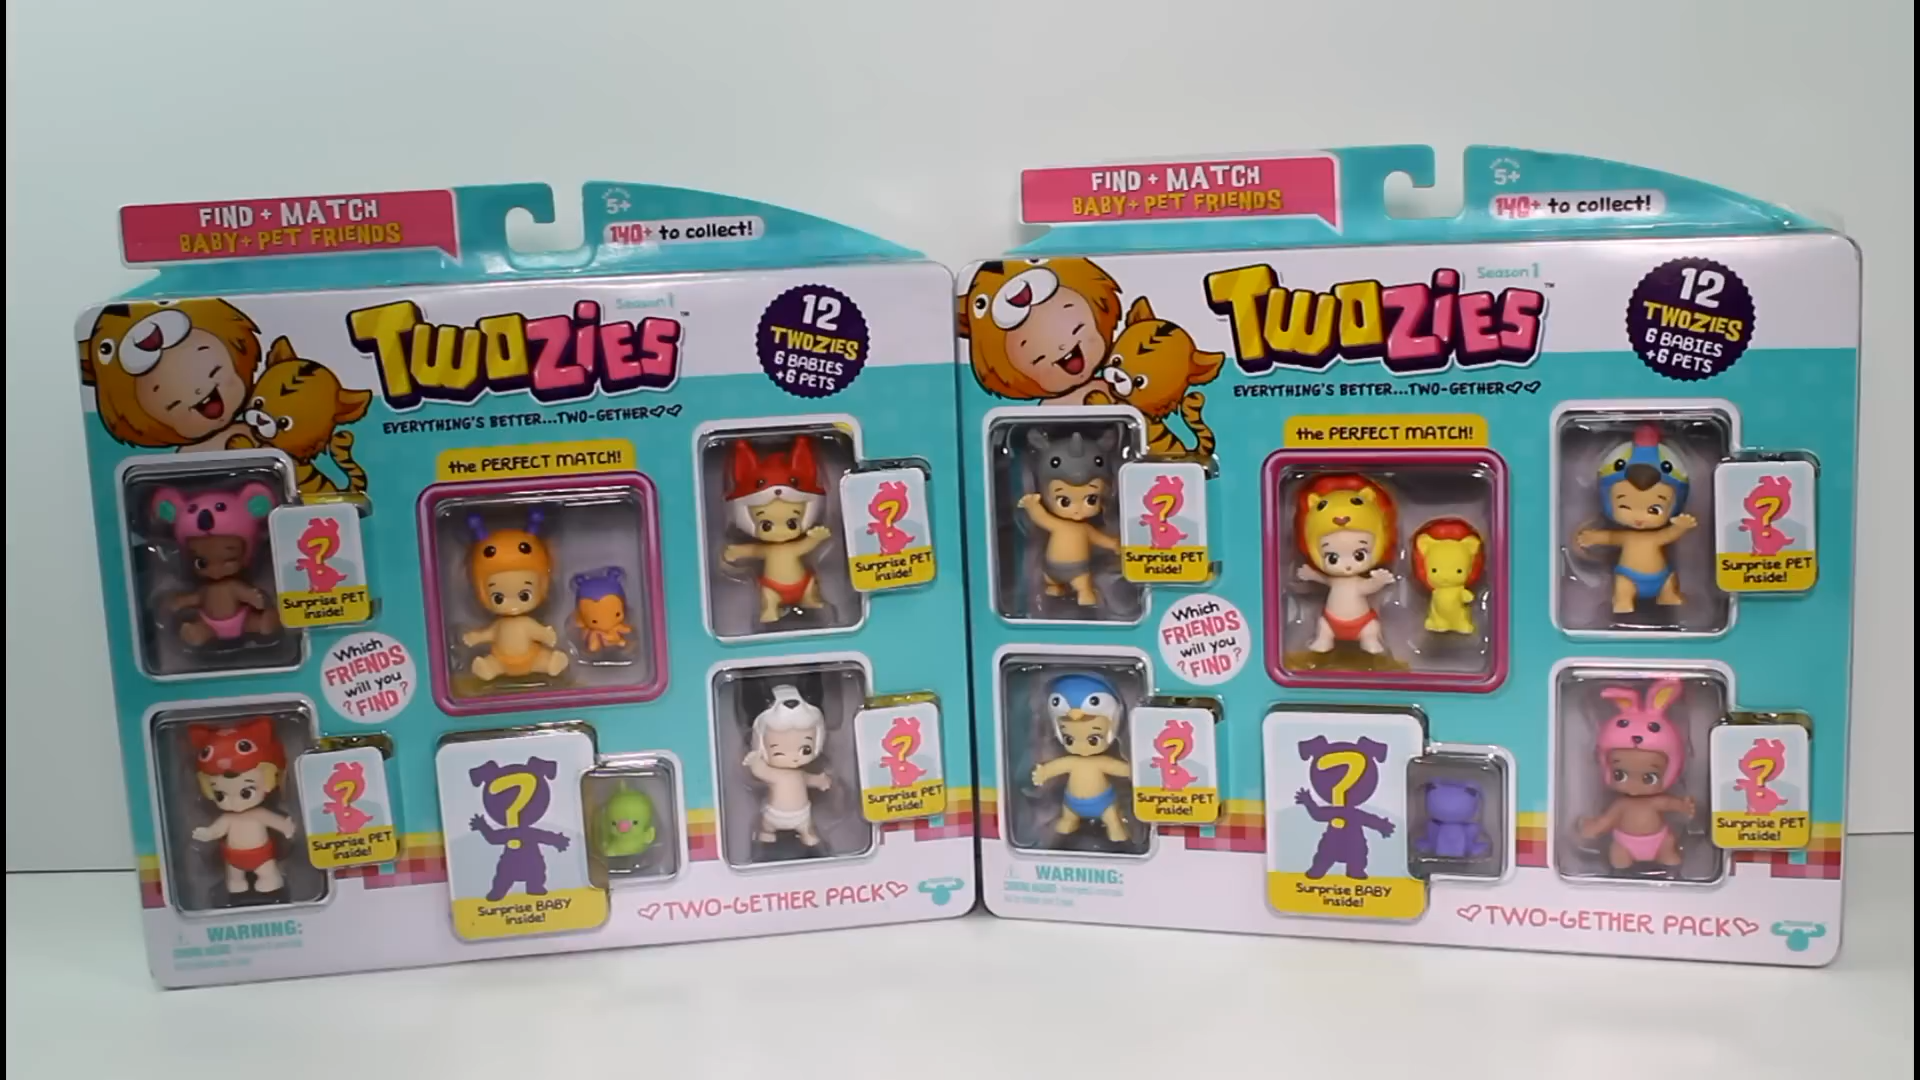 FIND + MATCH
BABY + PET FRIENDS
5+
140+ to collect!
Season 1
TWOZIES™
EVERYTHING'S BETTER...TWO-GETHER
12
TWOZIES
6 BABIES
+6 PETS
the PERFECT MATCH!
?
Surprise PET
inside!
?
Surprise PET
inside!
Which
FRIENDS
will you
? FIND ?
?
Surprise PET
inside!
?
Surprise BABY
inside!
?
Surprise PET
inside!
TWO-GETHER PACK
WARNING:
FIND + MATCH
BABY + PET FRIENDS
5+
140+ to collect!
Season 1
TWOZIES™
EVERYTHING'S BETTER...TWO-GETHER
12
TWOZIES
6 BABIES
+6 PETS
the PERFECT MATCH!
?
Surprise PET
inside!
?
Surprise PET
inside!
Which
FRIENDS
will you
? FIND ?
?
Surprise PET
inside!
?
Surprise BABY
inside!
?
Surprise PET
inside!
WARNING:
TWO-GETHER PACK